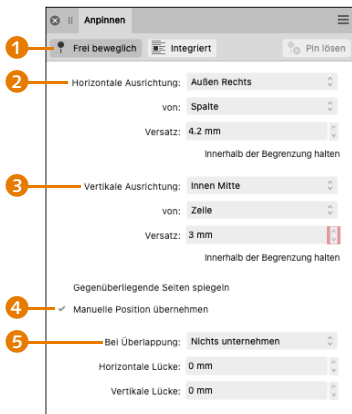 Anpinnen
1 Frei beweglich Integriert Pin lösen
2 Horizontale Ausrichtung: Außen Rechts
von: Spalte
Versatz: 4.2 mm
Innerhalb der Begrenzung halten
3 Vertikale Ausrichtung: Innen Mitte
von: Zeile
Versatz: 3 mm
Innerhalb der Begrenzung halten
Gegenüberliegende Seiten spiegeln
4 Manuelle Position übernehmen
5 Bei Überlappung: Nichts unternehmen
Horizontale Lücke: 0 mm
Vertikale Lücke: 0 mm